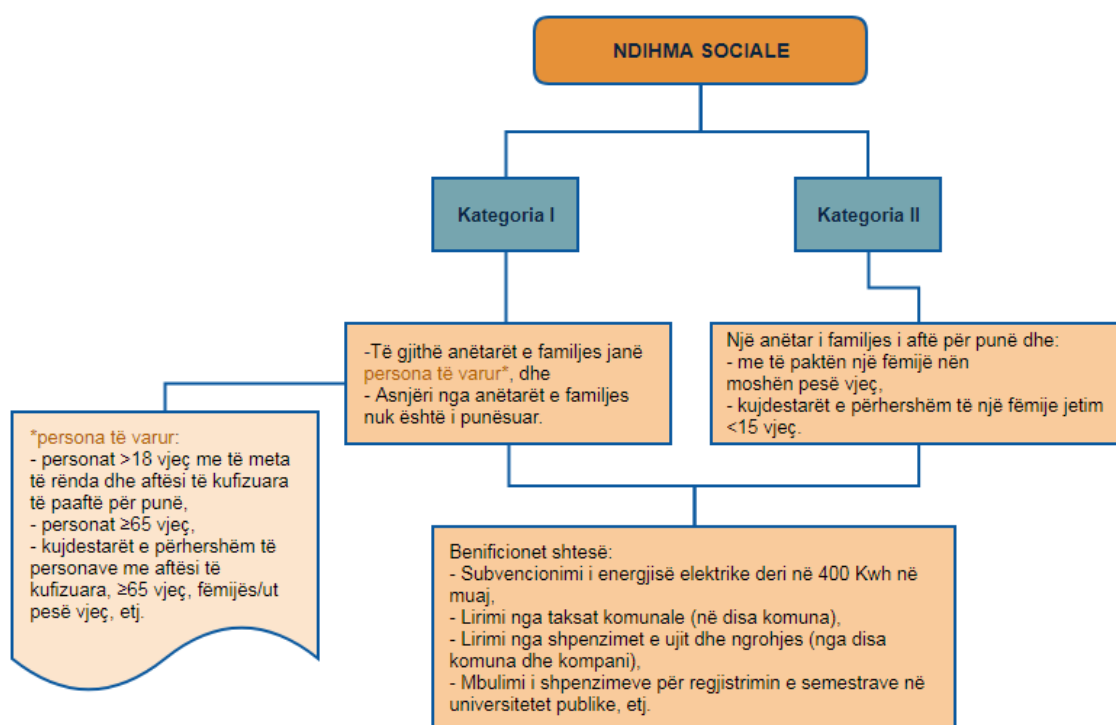 NDIHMA SOCIALE
Kategoria I
Kategoria II
-Të gjithë anëtarët e familjes janë
persona të varur*, dhe
- Asnjëri nga anëtarët e familjes
nuk është i punësuar.
Një anëtar i familjes i aftë për punë dhe:
- me të paktën një fëmijë nën
moshën pesë vjeç,
- kujdestarët e përhershëm të një fëmije jetim
<15 vjeç.
*persona të varur:
- personat >18 vjeç me të meta
të rënda dhe aftësi të kufizuara
të paaftë për punë,
- personat ≥65 vjeç,
- kujdestarët e përhershëm të
personave me aftësi të
kufizuara, ≥65 vjeç, fëmijës/ut
pesë vjeç, etj.
Benificionet shtesë:
- Subvencionimi i energjisë elektrike deri në 400 Kwh në
muaj,
- Lirimi nga taksat komunale (në disa komuna),
- Lirimi nga shpenzimet e ujit dhe ngrohjes (nga disa
komuna dhe kompani),
- Mbulimi i shpenzimeve për regjistrimin e semestrave në
universitetet publike, etj.